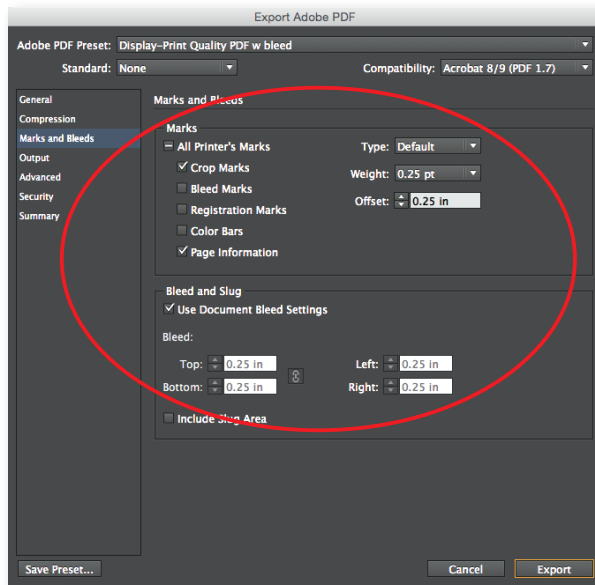 Export Adobe PDF
Adobe PDF Preset: Display-Print Quality PDF w bleed
Standard: None Compatibility: Acrobat 8/9 (PDF 1.7)
General
Compression
Marks and Bleeds
Output
Advanced
Security
Summary
Marks and Bleeds
Marks
All Printer's Marks
Crop Marks
Bleed Marks
Registration Marks
Color Bars
Page Information
Type: Default
Weight: 0.25 pt
Offset: 0.25 in
Bleed and Slug
Use Document Bleed Settings
Bleed:
Top: 0.25 in Left: 0.25 in
Bottom: 0.25 in Right: 0.25 in
Include Slug Area
Save Preset... Cancel Export